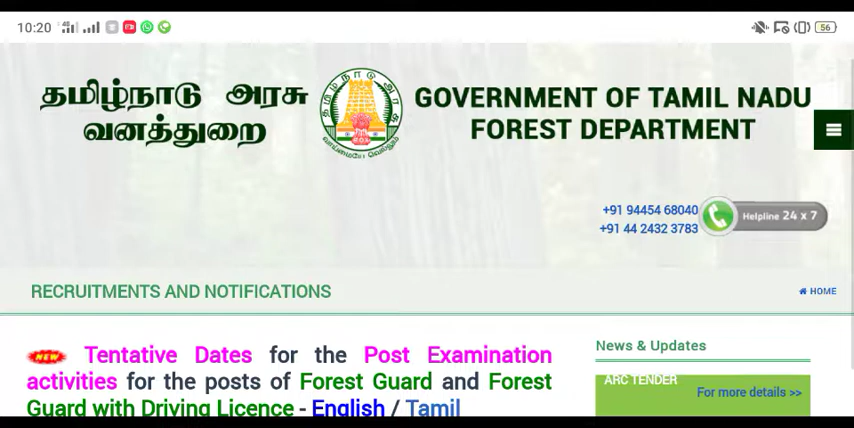 10:20
4G
56
தமிழ்நாடு அரசு
வனத்துறை
GOVERNMENT OF TAMIL NADU
FOREST DEPARTMENT
+91 94454 68040
+91 44 2432 3783
Helpline 24 x 7
RECRUITMENTS AND NOTIFICATIONS
HOME
NEW Tentative Dates for the Post Examination
activities for the posts of Forest Guard and Forest
Guard with Driving Licence - English / Tamil
News & Updates
ARC TENDER
For more details >>